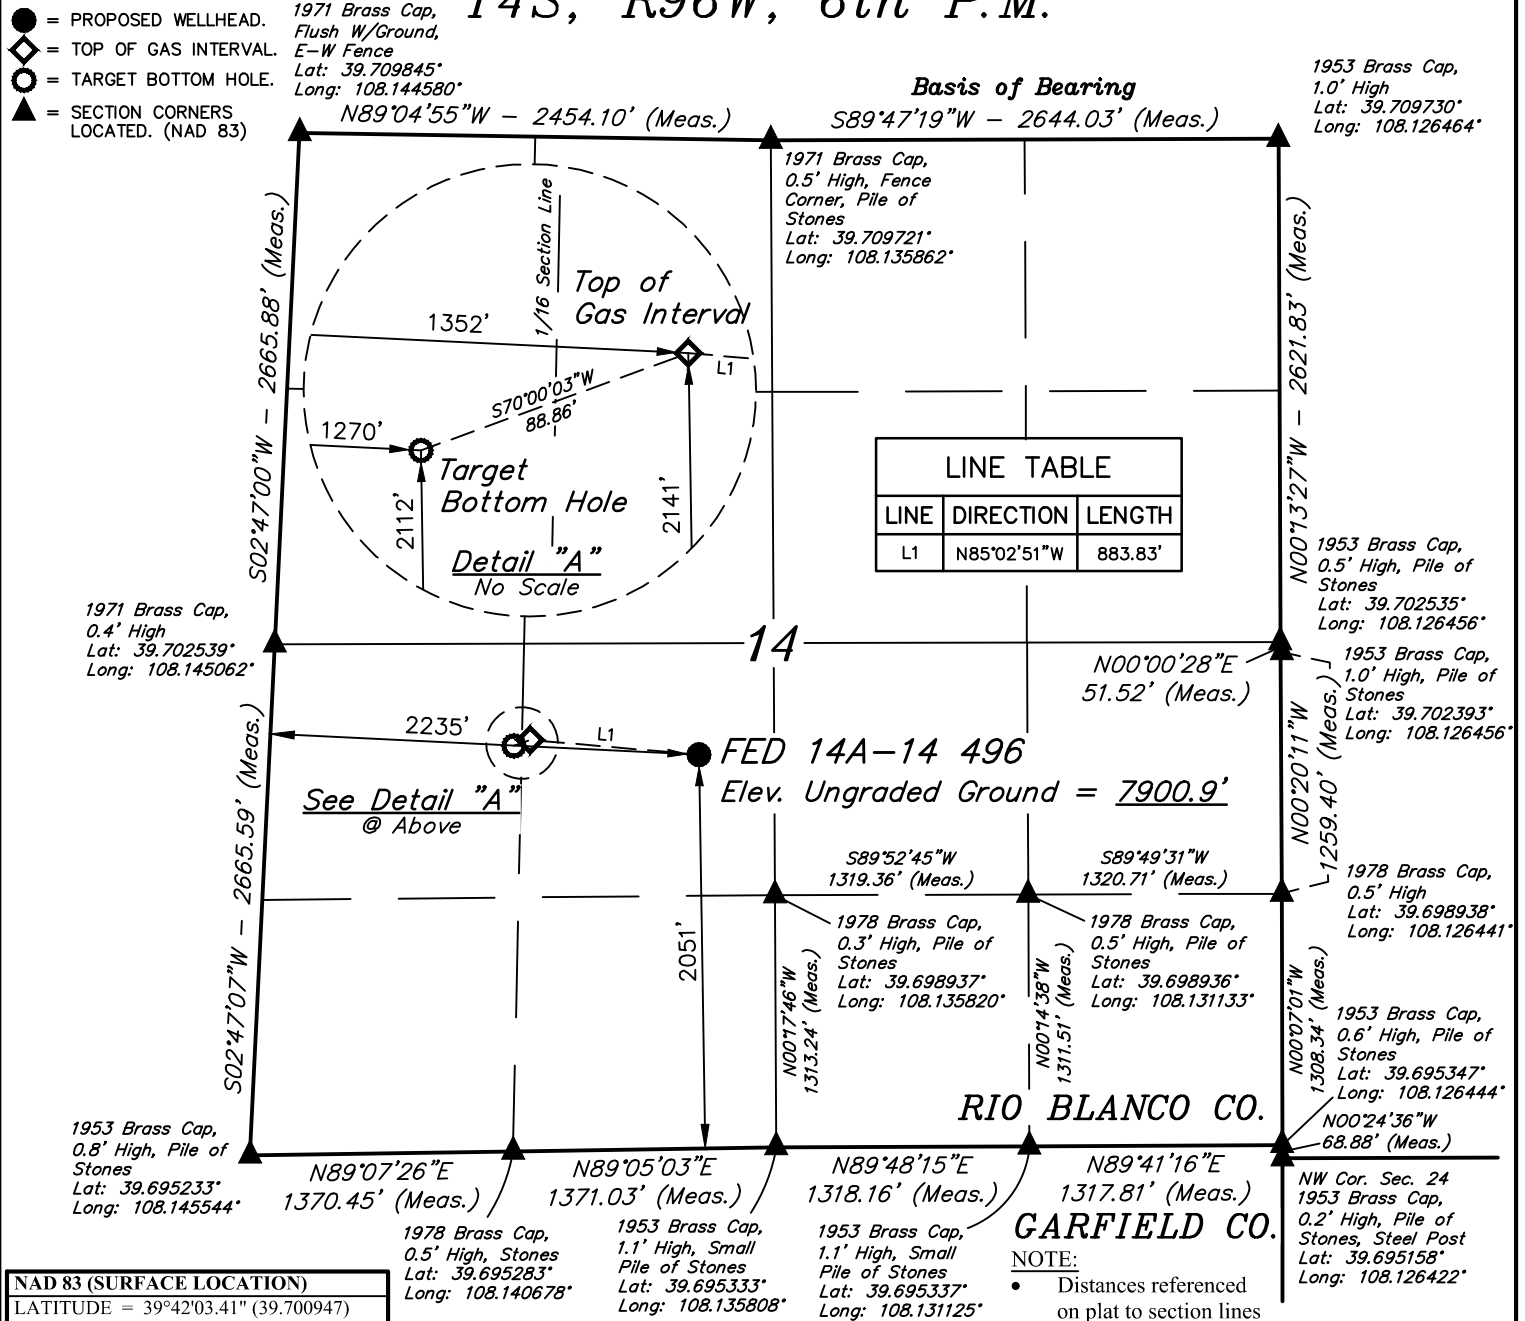 T4S, R96W, 6th P.M.
= PROPOSED WELLHEAD.
= TOP OF GAS INTERVAL.
= TARGET BOTTOM HOLE.
= SECTION CORNERS
LOCATED. (NAD 83)
1971 Brass Cap,
Flush W/Ground,
E-W Fence
Lat: 39.709845°
Long: 108.144580°
N89°04'55"W - 2454.10' (Meas.)
Basis of Bearing
S89°47'19"W - 2644.03' (Meas.)
1953 Brass Cap,
1.0' High
Lat: 39.709730°
Long: 108.126464°
1971 Brass Cap,
0.5' High, Fence
Corner, Pile of
Stones
Lat: 39.709721°
Long: 108.135862°
S02°47'00"W - 2665.88' (Meas.)
1/16 Section Line
Top of
Gas Interval
1352'
L1
S70°00'03"W
88.86'
1270'
Target
Bottom Hole
2112'
2141'
Detail "A"
No Scale
LINE TABLE
LINE DIRECTION LENGTH
L1 N85°02'51"W 883.83'
N00°13'27"W - 2621.83' (Meas.)
1953 Brass Cap,
0.5' High, Pile of
Stones
Lat: 39.702535°
Long: 108.126456°
1971 Brass Cap,
0.4' High
Lat: 39.702539°
Long: 108.145062°
14
N00°00'28"E
51.52' (Meas.)
1953 Brass Cap,
1.0' High, Pile of
Stones
Lat: 39.702393°
Long: 108.126456°
2235'
L1
FED 14A-14 496
Elev. Ungraded Ground = 7900.9'
See Detail "A"
@ Above
S02°47'07"W - 2665.59' (Meas.)
N00°20'11"W
1259.40' (Meas.)
S89°52'45"W
1319.36' (Meas.)
S89°49'31"W
1320.71' (Meas.)
1978 Brass Cap,
0.5' High
Lat: 39.698938°
Long: 108.126441°
2051'
1978 Brass Cap,
0.3' High, Pile of
Stones
Lat: 39.698937°
Long: 108.135820°
1978 Brass Cap,
0.5' High, Pile of
Stones
Lat: 39.698936°
Long: 108.131133°
N00°17'46"W
1313.24' (Meas.)
N00°14'38"W
1311.51' (Meas.)
N00°07'01"W
1308.34' (Meas.)
1953 Brass Cap,
0.6' High, Pile of
Stones
Lat: 39.695347°
Long: 108.126444°
RIO BLANCO CO.
N00°24'36"W
68.88' (Meas.)
1953 Brass Cap,
0.8' High, Pile of
Stones
Lat: 39.695233°
Long: 108.145544°
N89°07'26"E
1370.45' (Meas.)
N89°05'03"E
1371.03' (Meas.)
N89°48'15"E
1318.16' (Meas.)
N89°41'16"E
1317.81' (Meas.)
GARFIELD CO.
NW Cor. Sec. 24
1953 Brass Cap,
0.2' High, Pile of
Stones, Steel Post
Lat: 39.695158°
Long: 108.126422°
1978 Brass Cap,
0.5' High, Stones
Lat: 39.695283°
Long: 108.140678°
1953 Brass Cap,
1.1' High, Small
Pile of Stones
Lat: 39.695333°
Long: 108.135808°
1953 Brass Cap,
1.1' High, Small
Pile of Stones
Lat: 39.695337°
Long: 108.131125°
NOTE:
• Distances referenced
on plat to section lines
NAD 83 (SURFACE LOCATION)
LATITUDE = 39°42'03.41" (39.700947)